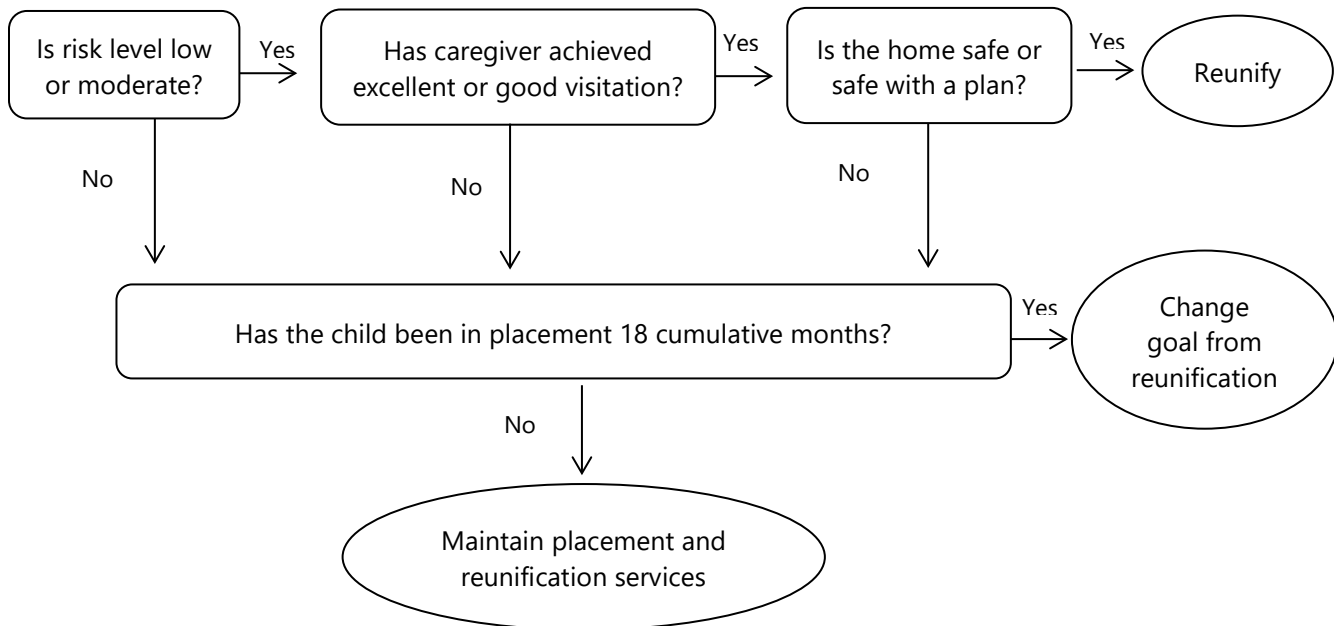 Is risk level low
or moderate?
Yes
Has caregiver achieved
excellent or good visitation?
Yes
Is the home safe or
safe with a plan?
Yes
Reunify
No
No
No
Has the child been in placement 18 cumulative months?
Yes
Change
goal from
reunification
No
Maintain placement and
reunification services